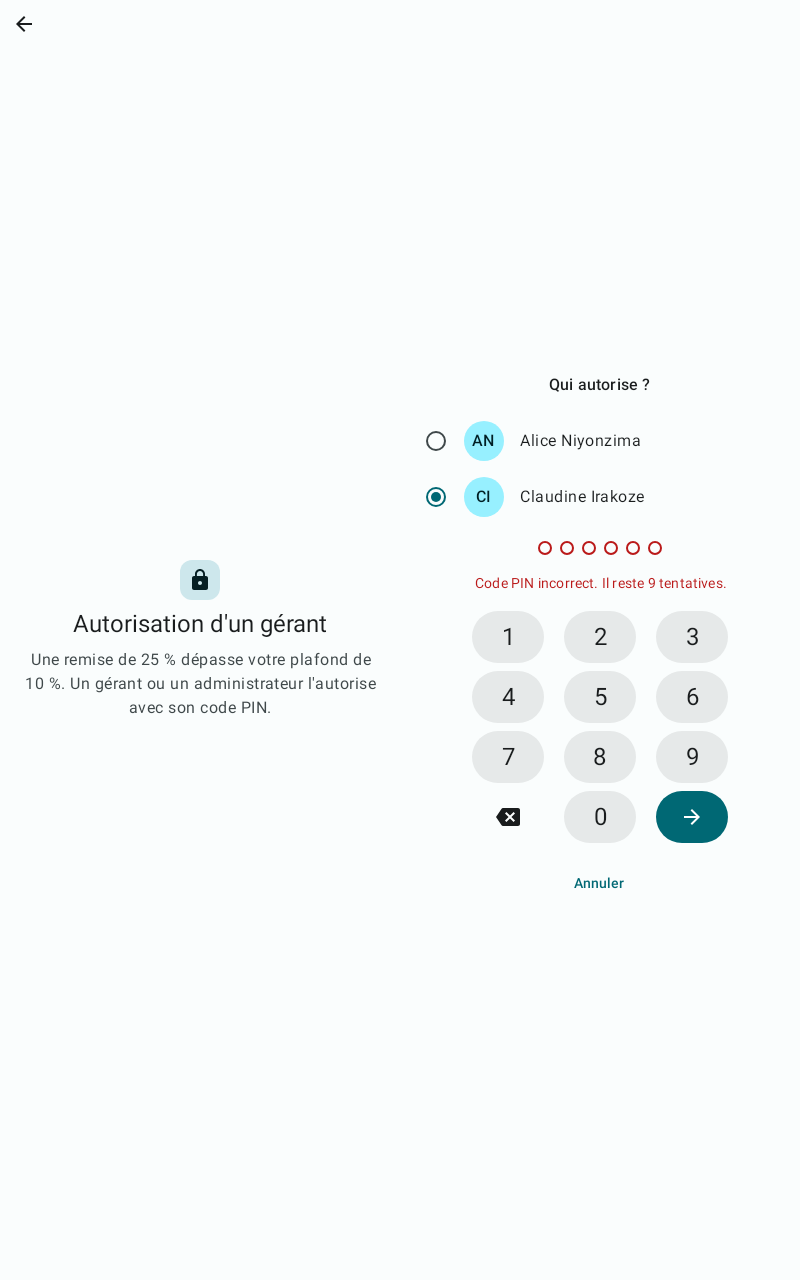 Autorisation d'un gérant
Une remise de 25 % dépasse votre plafond de
10 %. Un gérant ou un administrateur l'autorise
avec son code PIN.
Qui autorise ?
AN Alice Niyonzima
CI Claudine Irakoze
Code PIN incorrect. Il reste 9 tentatives.
1 2 3
4 5 6
7 8 9
0
Annuler